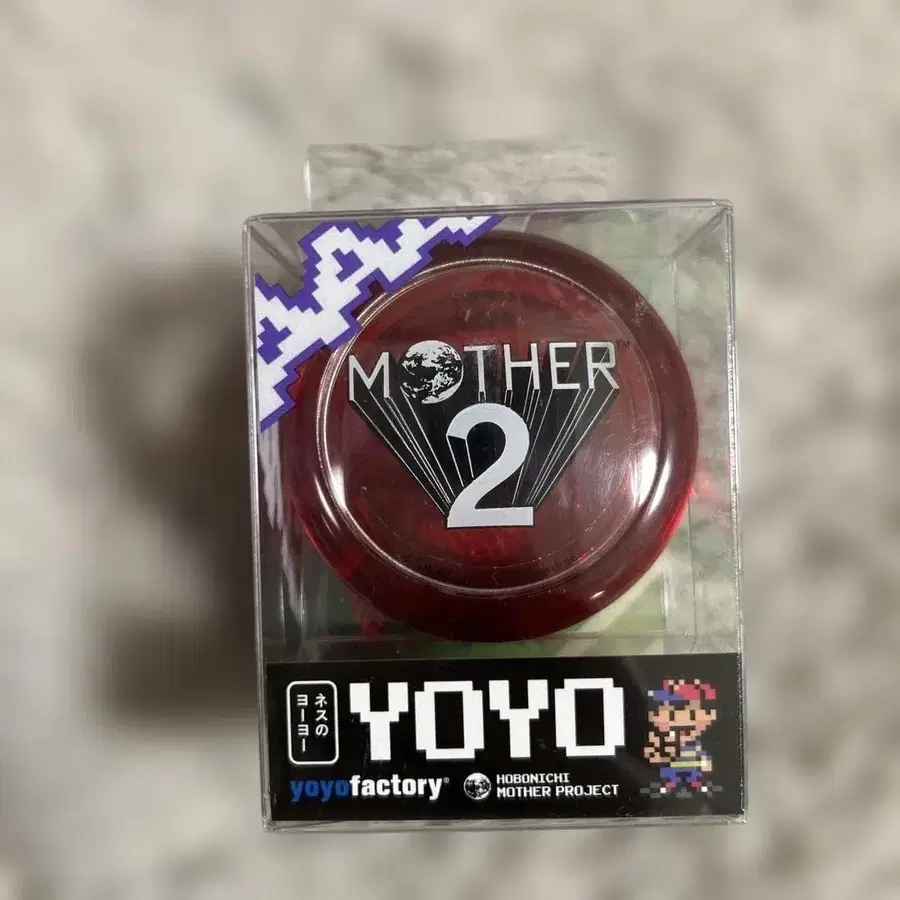 MOTHER
2
ネスの
ヨーヨー
YOYO
yoyofactory®
HOBONICHI
MOTHER PROJECT